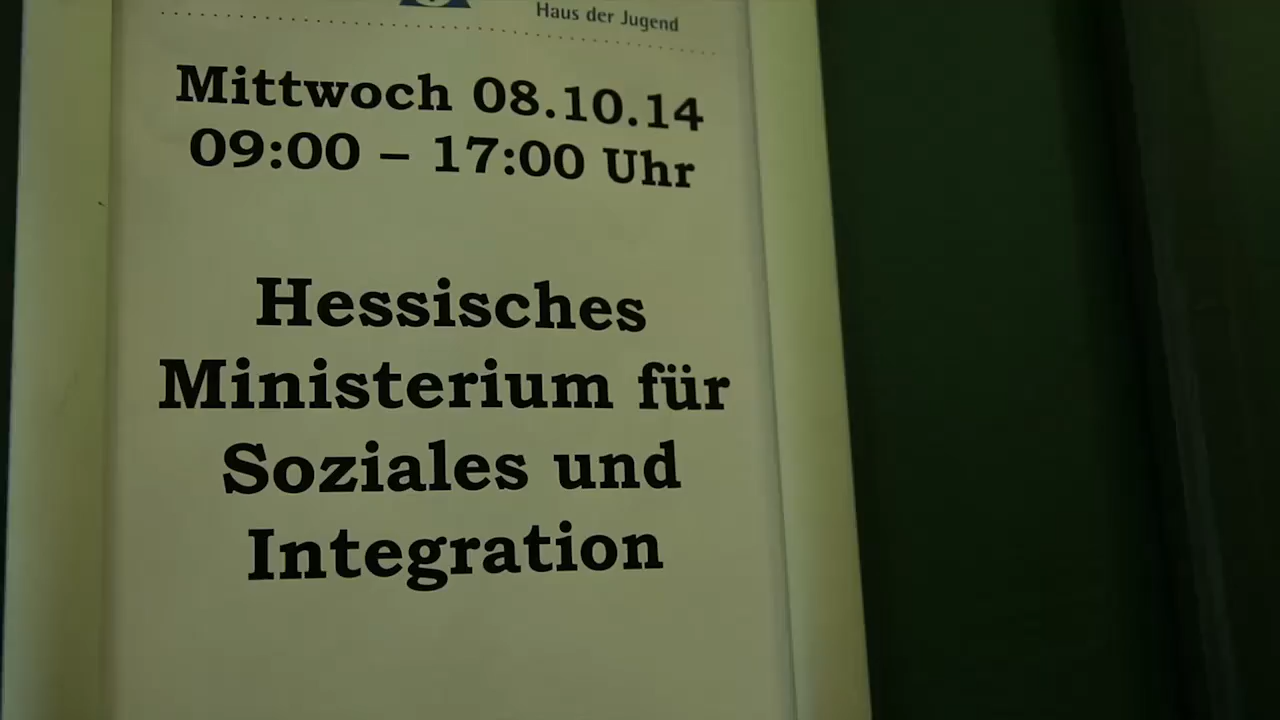 Haus der Jugend
Mittwoch 08.10.14
09:00 – 17:00 Uhr
Hessisches
Ministerium für
Soziales und
Integration